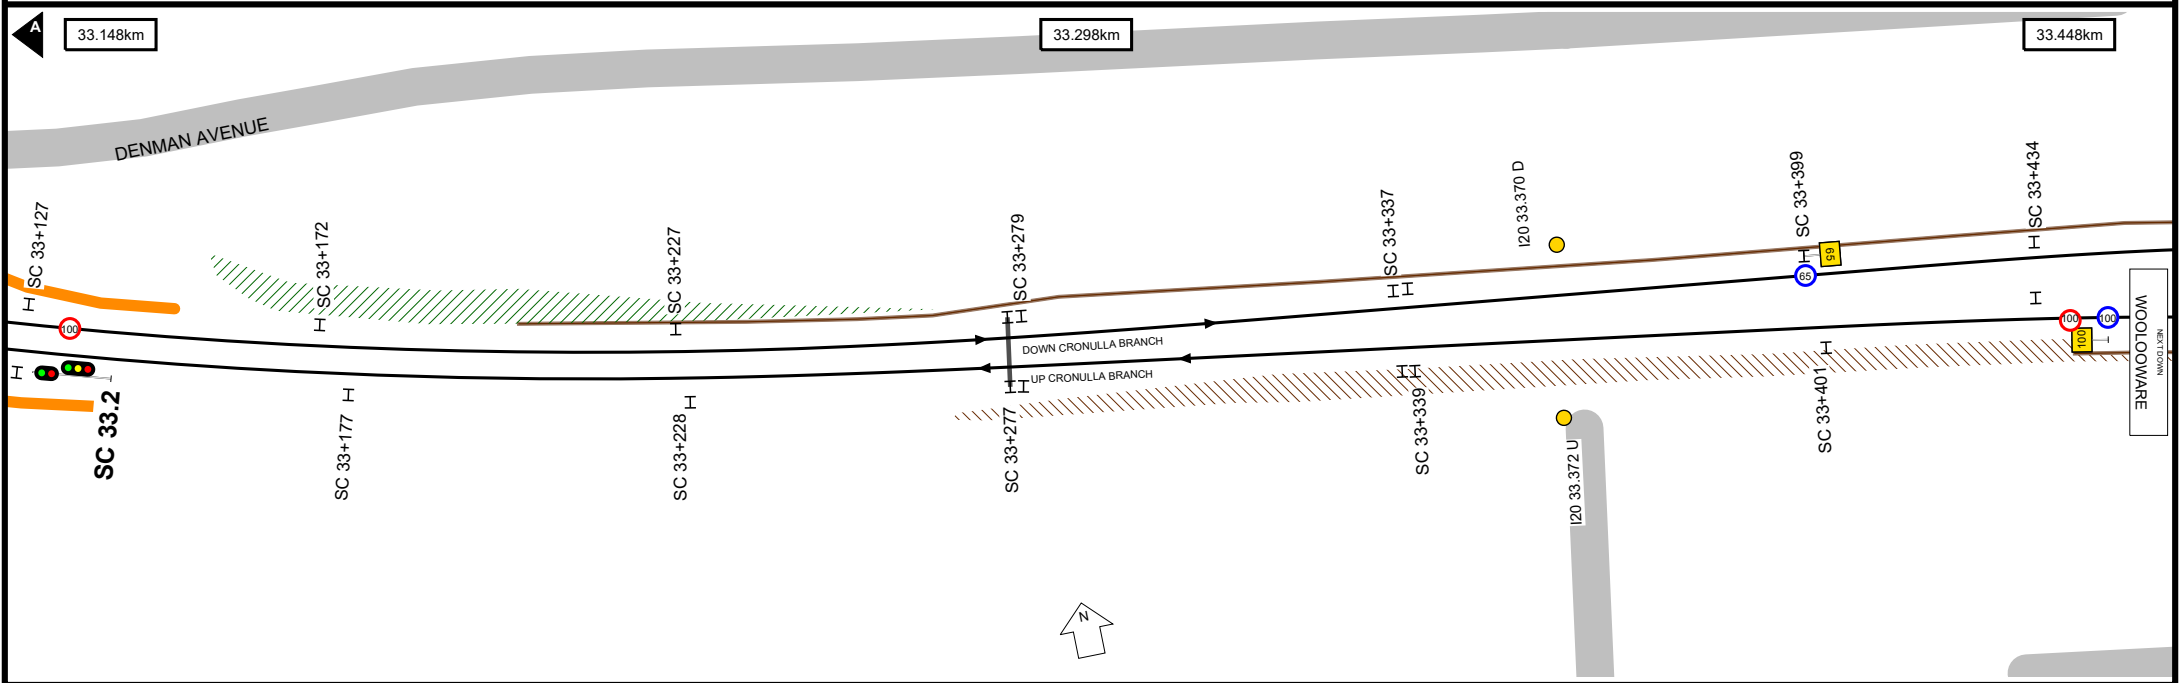 A
33.148km
33.298km
33.448km
DENMAN AVENUE
SC 33+127
SC 33+172
SC 33+227
SC 33+279
SC 33+337
I20 33.370 D
SC 33+399
SC 33+434
65
65
100
DOWN CRONULLA BRANCH
UP CRONULLA BRANCH
100
100
100
WOOLOOWARE
NEXT DOWN
SC 33.2
SC 33+177
SC 33+228
SC 33+277
SC 33+339
I20 33.372 U
SC 33+401
N